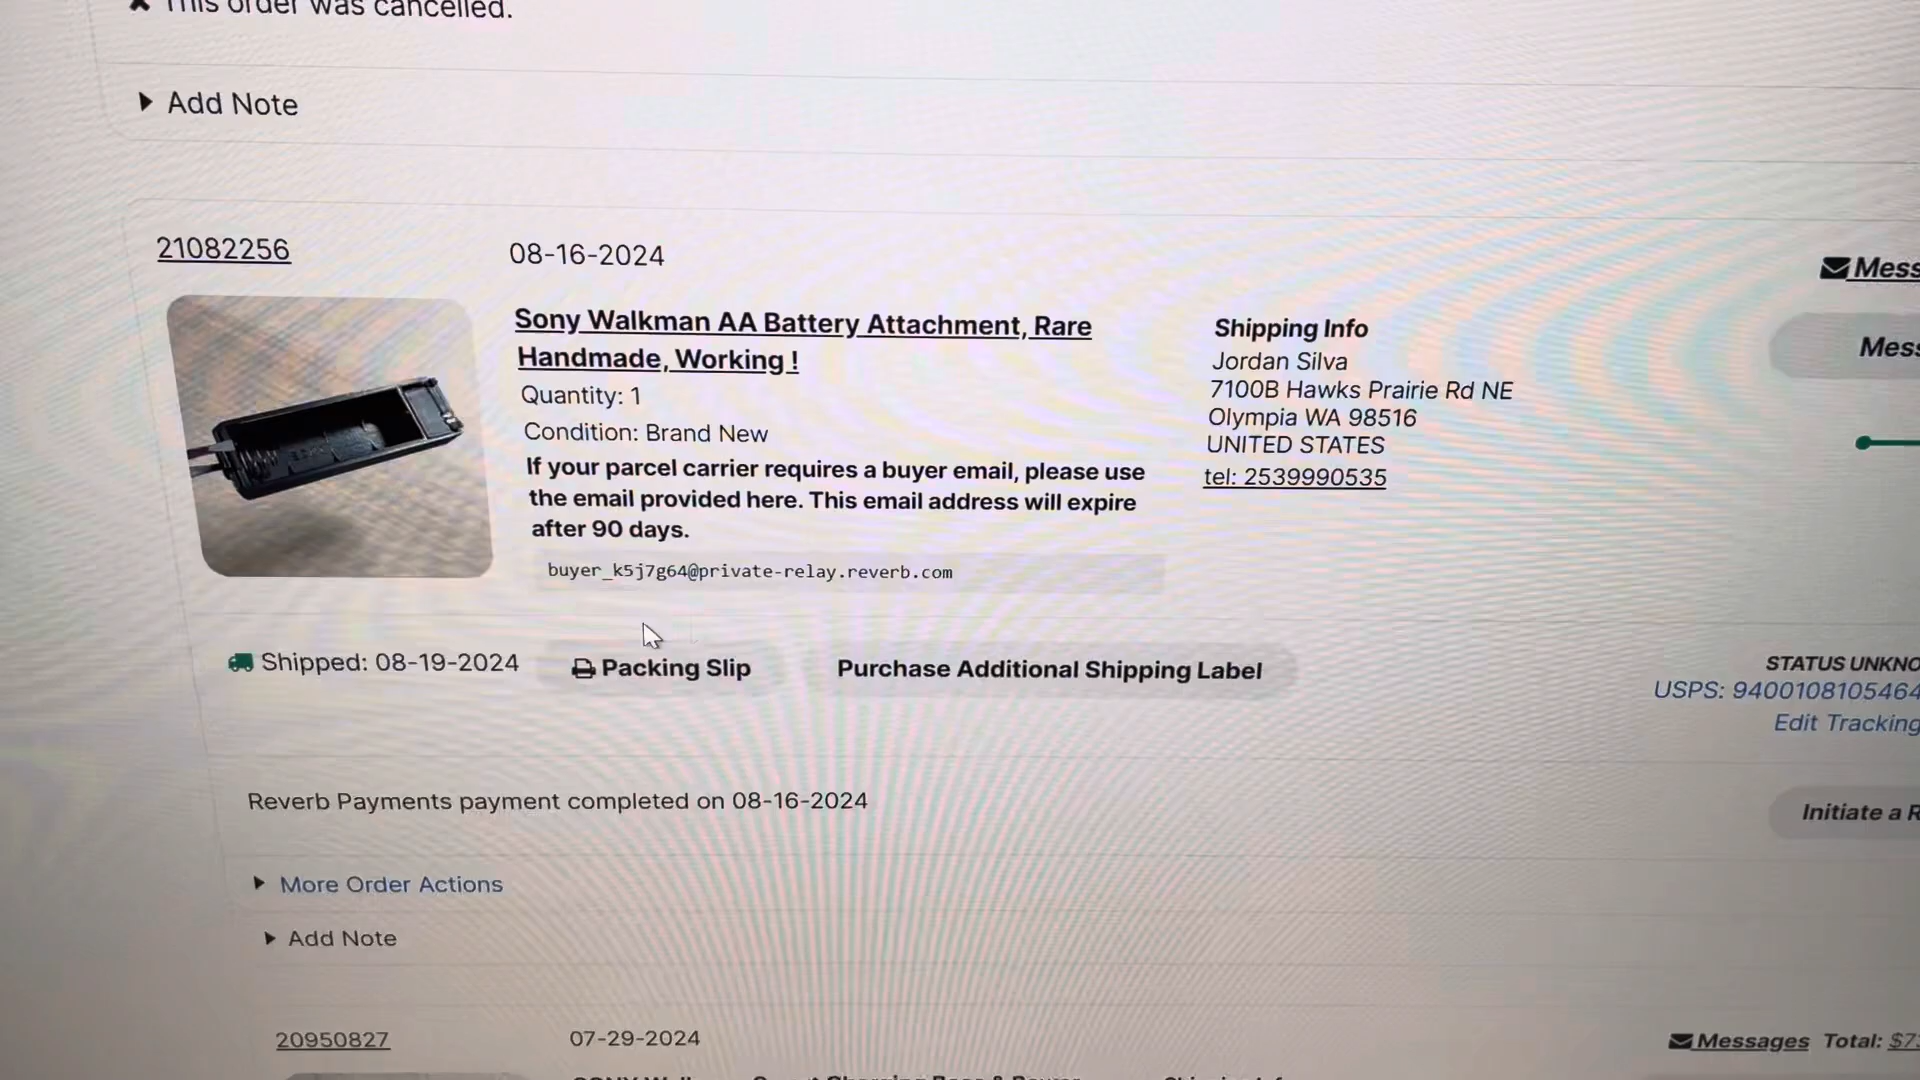 This order was cancelled.
Add Note
21082256
08-16-2024
Mess
Sony Walkman AA Battery Attachment, Rare
Handmade, Working !
Quantity: 1
Condition: Brand New
If your parcel carrier requires a buyer email, please use
the email provided here. This email address will expire
after 90 days.
buyer_k5j7g64@private-relay.reverb.com
Shipping Info
Jordan Silva
7100B Hawks Prairie Rd NE
Olympia WA 98516
UNITED STATES
tel: 2539990535
Mess
Shipped: 08-19-2024
Packing Slip
Purchase Additional Shipping Label
STATUS UNKNO
USPS: 9400108105464
Edit Tracking
Reverb Payments payment completed on 08-16-2024
Initiate a R
More Order Actions
Add Note
20950827
07-29-2024
Messages
Total: $73